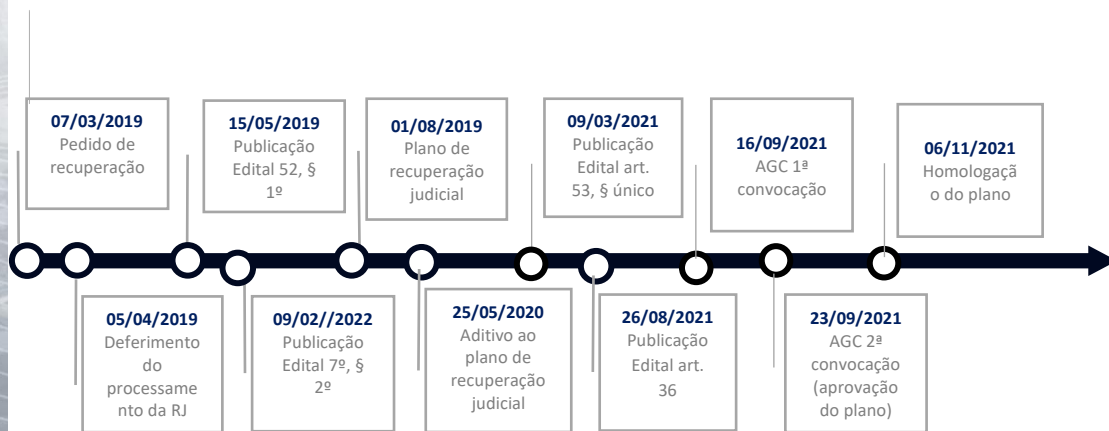 07/03/2019
Pedido de
recuperação
15/05/2019
Publicação
Edital 52, §
1º
01/08/2019
Plano de
recuperação
judicial
09/03/2021
Publicação
Edital art.
53, § único
16/09/2021
AGC 1ª
convocação
06/11/2021
Homologaçã
o do plano
05/04/2019
Deferimento
do
processame
nto da RJ
09/02//2022
Publicação
Edital 7º, §
2º
25/05/2020
Aditivo ao
plano de
recuperação
judicial
26/08/2021
Publicação
Edital art.
36
23/09/2021
AGC 2ª
convocação
(aprovação
do plano)